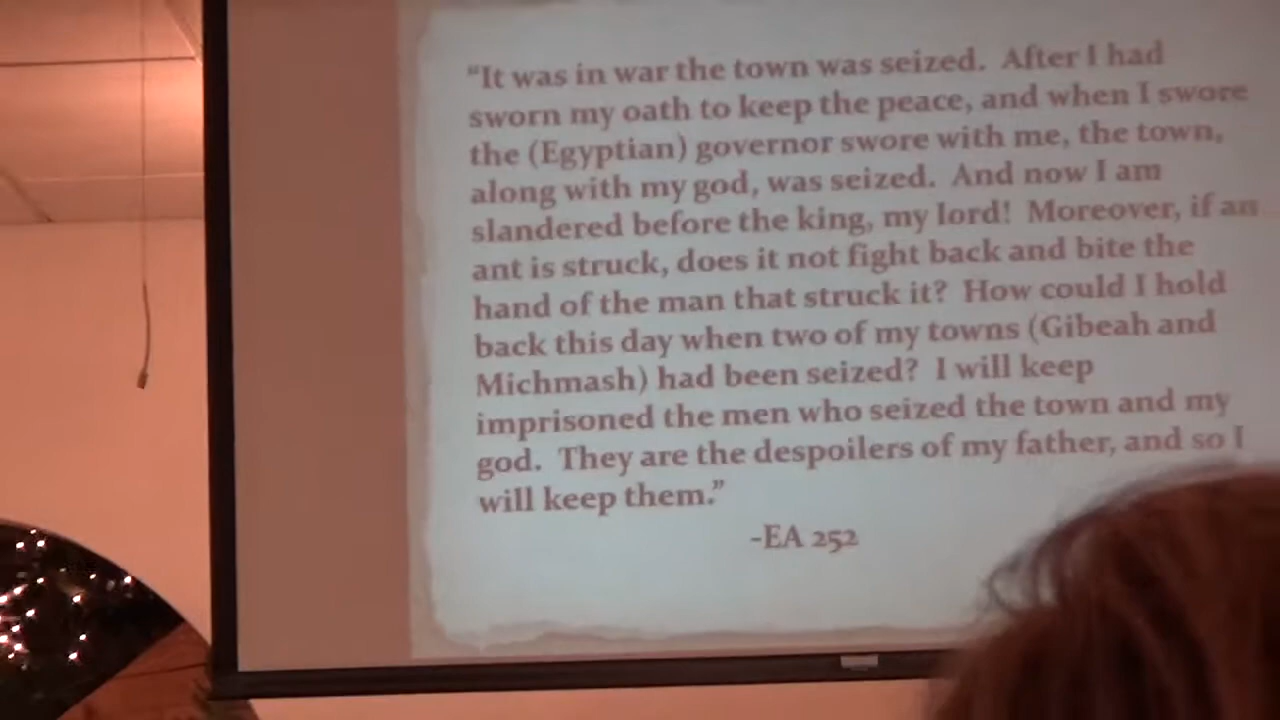 “It was in war the town was seized.  After I had
sworn my oath to keep the peace, and when I swore
the (Egyptian) governor swore with me, the town,
along with my god, was seized.  And now I am
slandered before the king, my lord!  Moreover, if an
ant is struck, does it not fight back and bite the
hand of the man that struck it?  How could I hold
back this day when two of my towns (Gibeah and
Michmash) had been seized?  I will keep
imprisoned the men who seized the town and my
god.  They are the despoilers of my father, and so I
will keep them.”
-EA 252